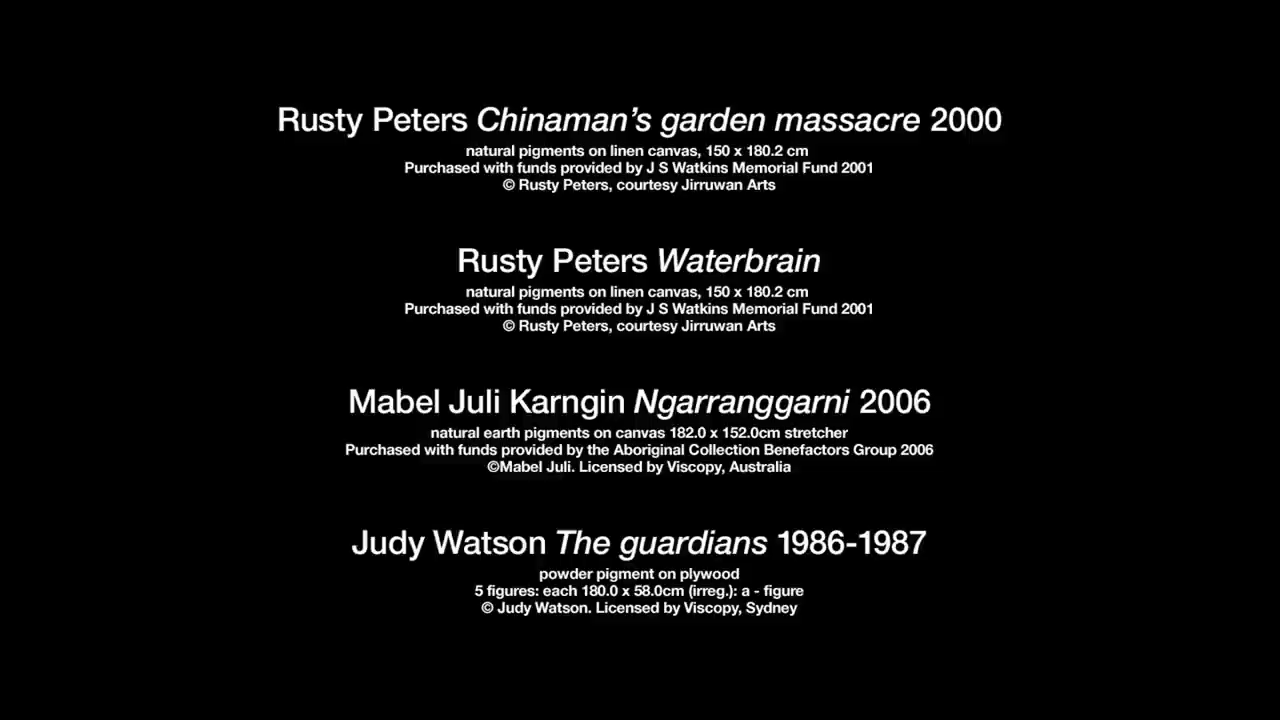 Rusty Peters Chinaman’s garden massacre 2000
natural pigments on linen canvas, 150 x 180.2 cm
Purchased with funds provided by J S Watkins Memorial Fund 2001
© Rusty Peters, courtesy Jirruwan Arts
Rusty Peters Waterbrain
natural pigments on linen canvas, 150 x 180.2 cm
Purchased with funds provided by J S Watkins Memorial Fund 2001
© Rusty Peters, courtesy Jirruwan Arts
Mabel Juli Karngin Ngarranggarni 2006
natural earth pigments on canvas 182.0 x 152.0cm stretcher
Purchased with funds provided by the Aboriginal Collection Benefactors Group 2006
©Mabel Juli. Licensed by Viscopy, Australia
Judy Watson The guardians 1986-1987
powder pigment on plywood
5 figures: each 180.0 x 58.0cm (irreg.): a - figure
© Judy Watson. Licensed by Viscopy, Sydney